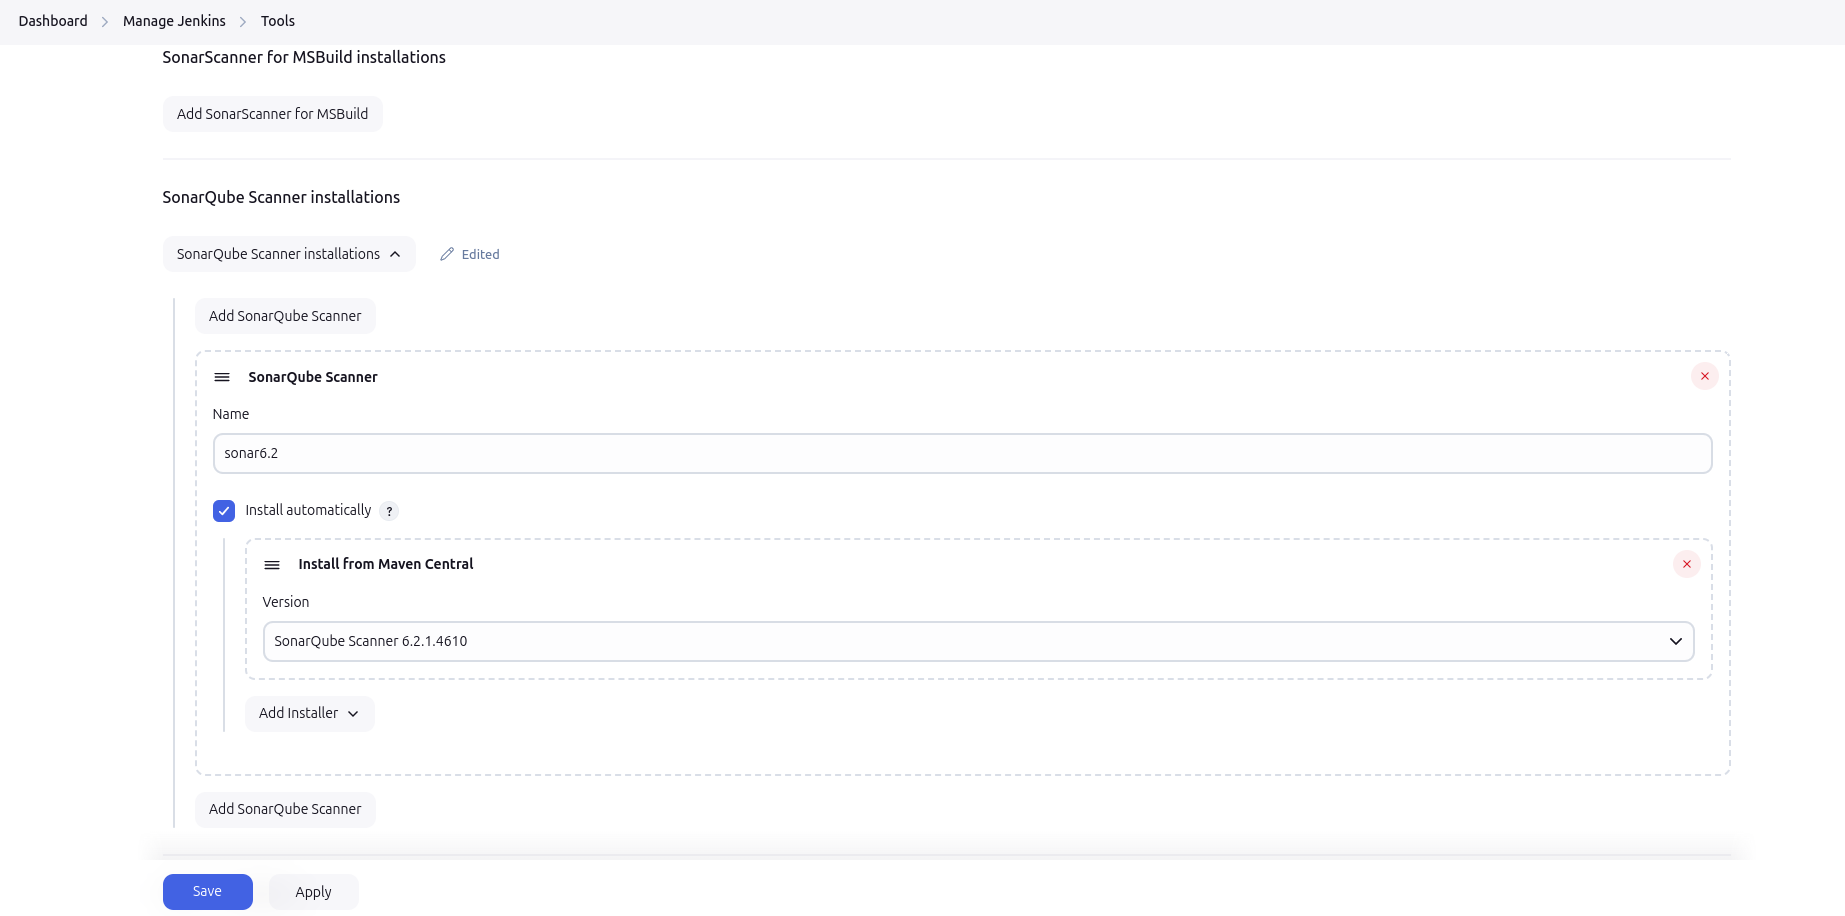 Dashboard > Manage Jenkins > Tools
SonarScanner for MSBuild installations
Add SonarScanner for MSBuild
SonarQube Scanner installations
SonarQube Scanner installations Edited
Add SonarQube Scanner
SonarQube Scanner
Name
sonar6.2
Install automatically ?
Install from Maven Central
Version
SonarQube Scanner 6.2.1.4610
Add Installer
Add SonarQube Scanner
Save Apply